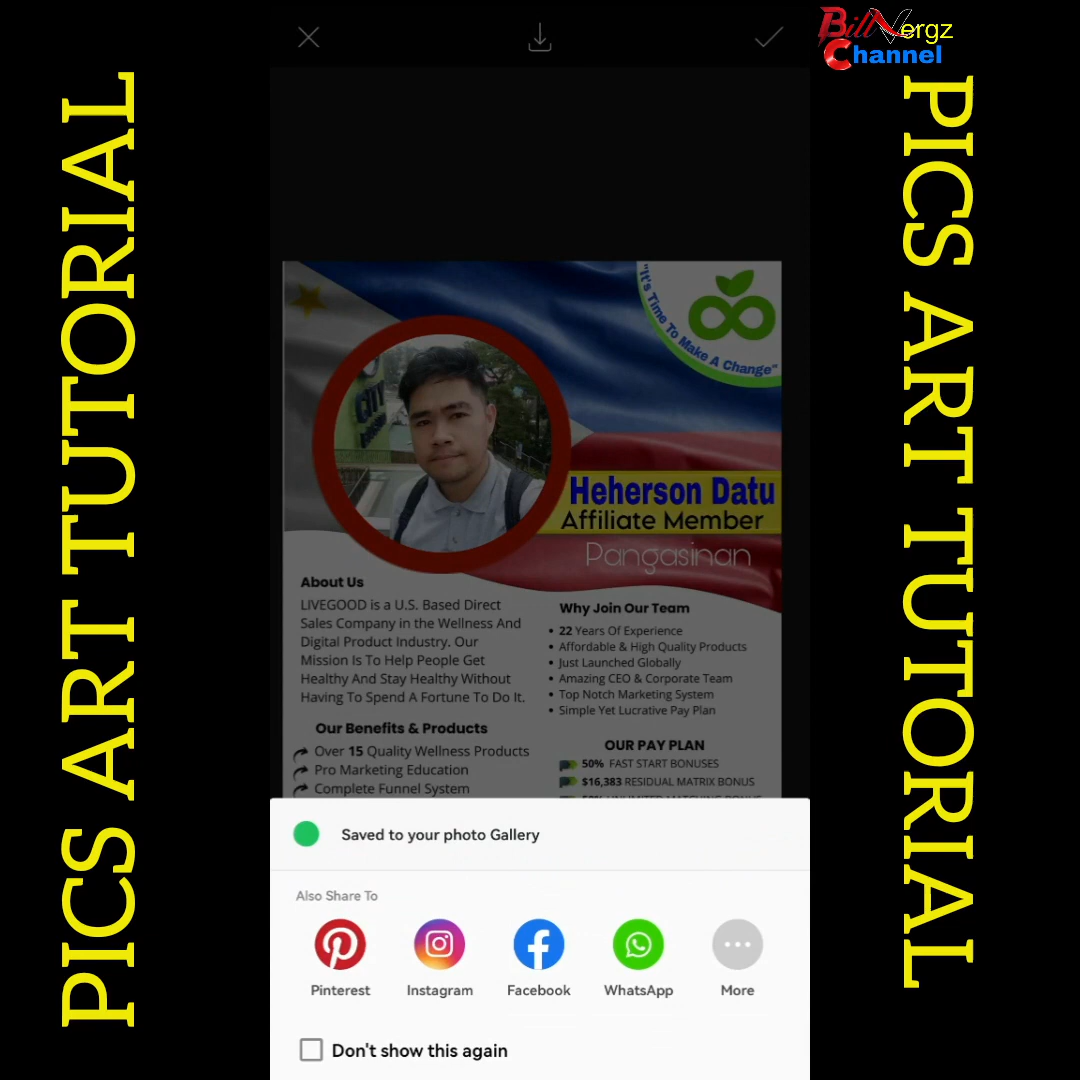 BillVergz
Channel
PICS ART TUTORIAL
PICS ART TUTORIAL
"It's Time To Make A Change"
CITY
Heherson Datu
Affiliate Member
Pangasinan
About Us
LIVEGOOD is a U.S. Based Direct
Sales Company in the Wellness And
Digital Product Industry. Our
Mission Is To Help People Get
Healthy And Stay Healthy Without
Having To Spend A Fortune To Do It.
Our Benefits & Products
Over 15 Quality Wellness Products
Pro Marketing Education
Complete Funnel System
Why Join Our Team
• 22 Years Of Experience
• Affordable & High Quality Products
• Just Launched Globally
• Amazing CEO & Corporate Team
• Top Notch Marketing System
• Simple Yet Lucrative Pay Plan
OUR PAY PLAN
50% FAST START BONUSES
$16,383 RESIDUAL MATRIX BONUS
Saved to your photo Gallery
Also Share To
Pinterest
Instagram
Facebook
WhatsApp
More
Don't show this again